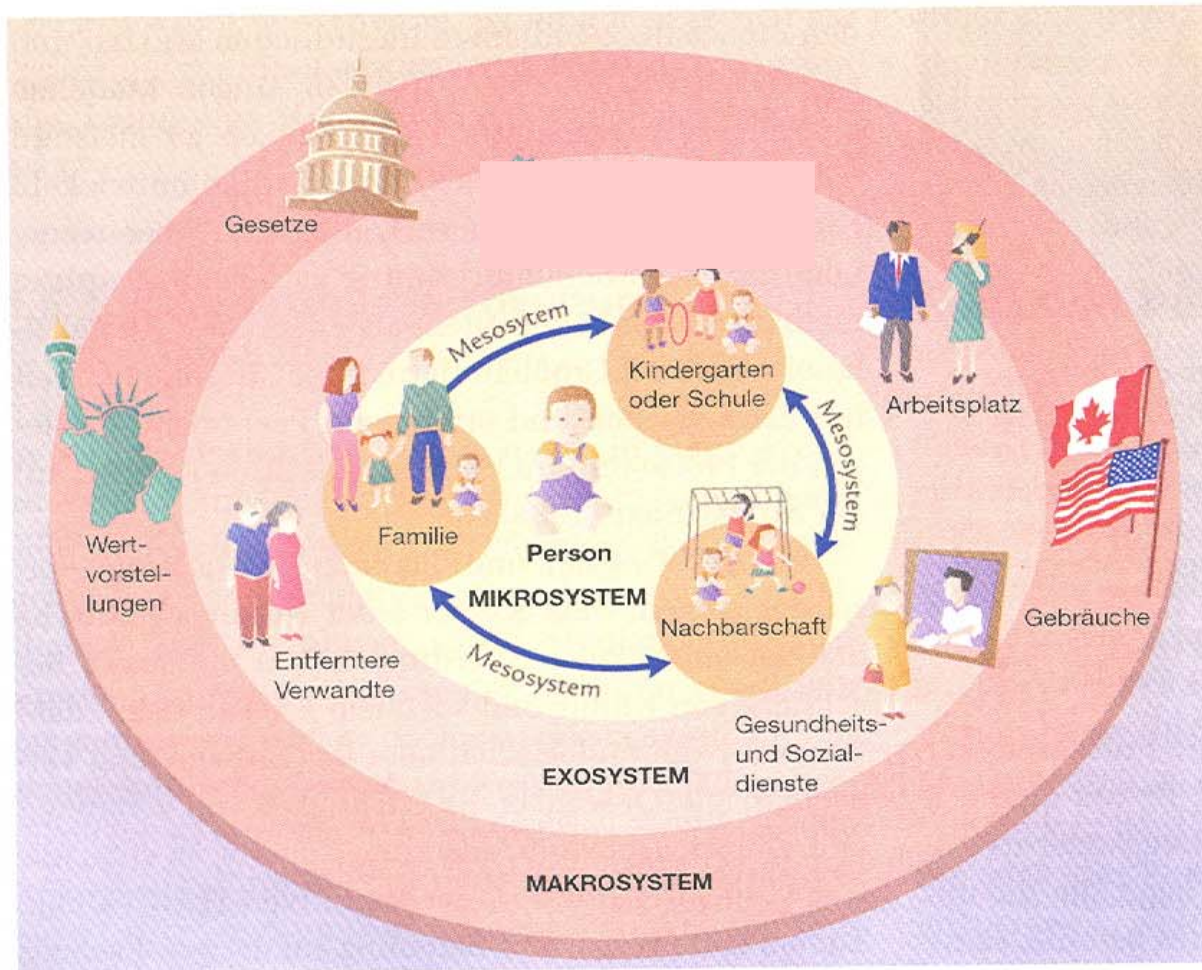 Gesetze
Mesosytem
Kindergarten
oder Schule
Arbeitsplatz
Mesosystem
Familie
Person
MIKROSYSTEM
Nachbarschaft
Wert-
vorstel-
lungen
Gebräuche
Entferntere
Verwandte
Mesosystem
Gesundheits-
und Sozial-
dienste
EXOSYSTEM
MAKROSYSTEM